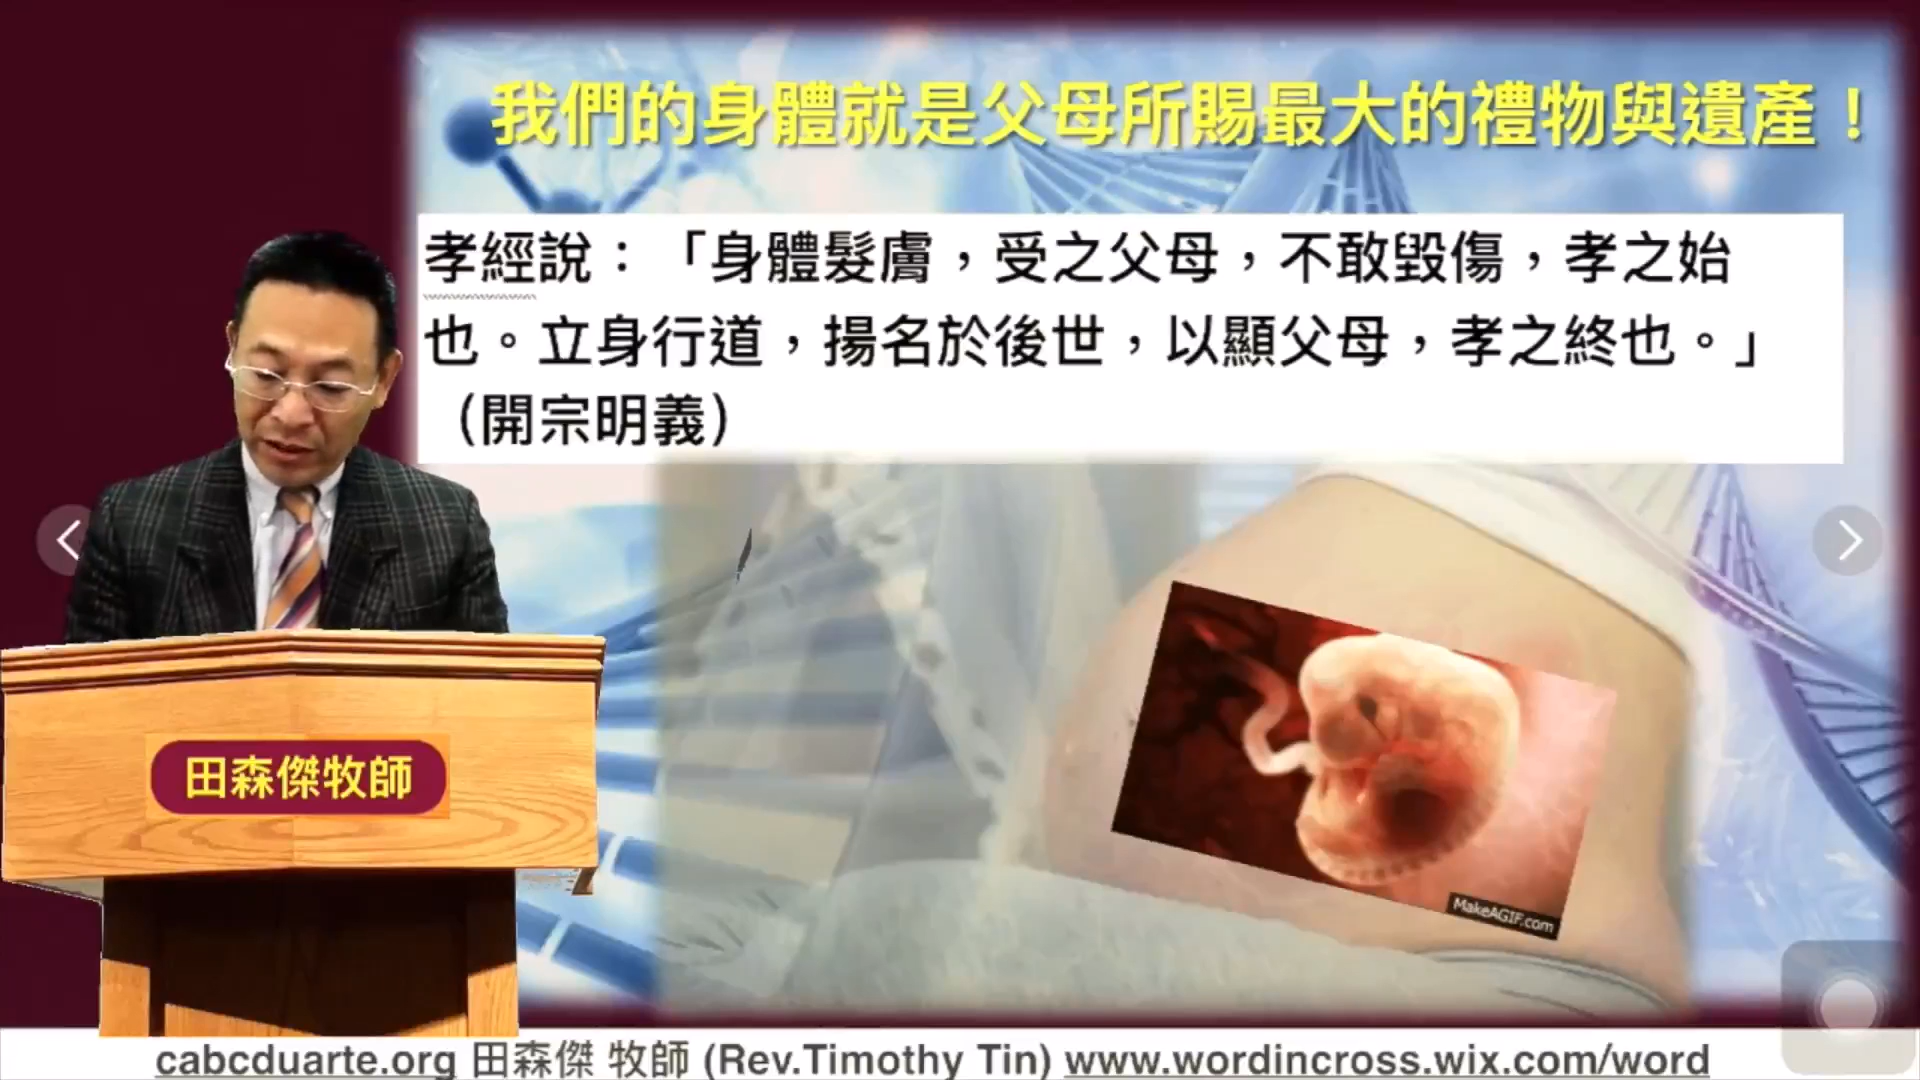 我們的身體就是父母所賜最大的禮物與遺產！
孝經說：「身體髮膚，受之父母，不敢毀傷，孝之始
也。立身行道，揚名於後世，以顯父母，孝之終也。」
（開宗明義）
田森傑牧師
MakeAGIF.com
cabcduarte.org 田森傑 牧師 (Rev.Timothy Tin) www.wordincross.wix.com/word